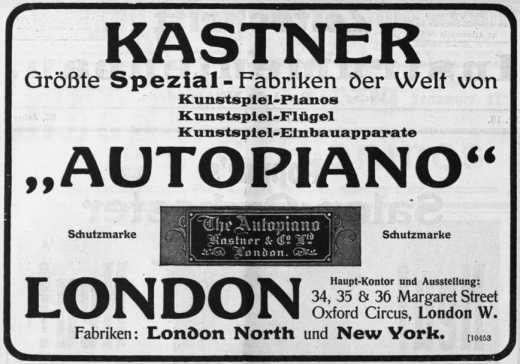 KASTNER
Größte Spezial-Fabriken der Welt von
Kunstspiel-Pianos
Kunstspiel-Flügel
Kunstspiel-Einbauapparate
„AUTOPIANO“
Schutzmarke
The Autopiano
Kastner & Co. Ltd
London.
Schutzmarke
LONDON
Haupt-Kontor und Ausstellung:
34, 35 & 36 Margaret Street
Oxford Circus, London W.
Fabriken: London North und New York.
[10453